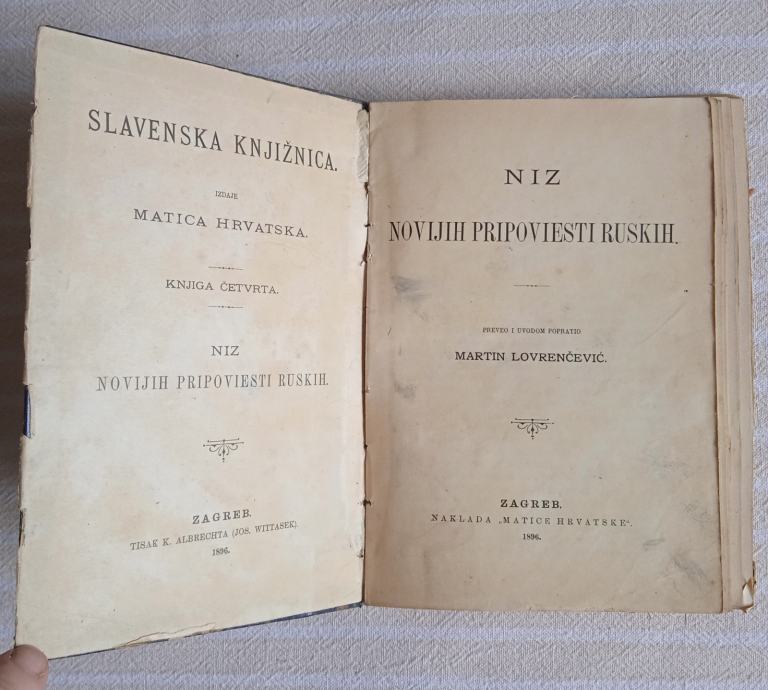 SLAVENSKA KNJIŽNICA.
IZDAJE
MATICA HRVATSKA.
KNJIGA ČETVRTA.
NIZ
NOVIJIH PRIPOVIESTI RUSKIH.
ZAGREB.
TISAK K. ALBRECHTA (JOS. WITTASEK).
1896.
NIZ
NOVIJIH PRIPOVIESTI RUSKIH.
PREVEO I UVODOM POPRATIO
MARTIN LOVRENČEVIĆ.
ZAGREB.
NAKLADA „MATICE HRVATSKE“.
1896.